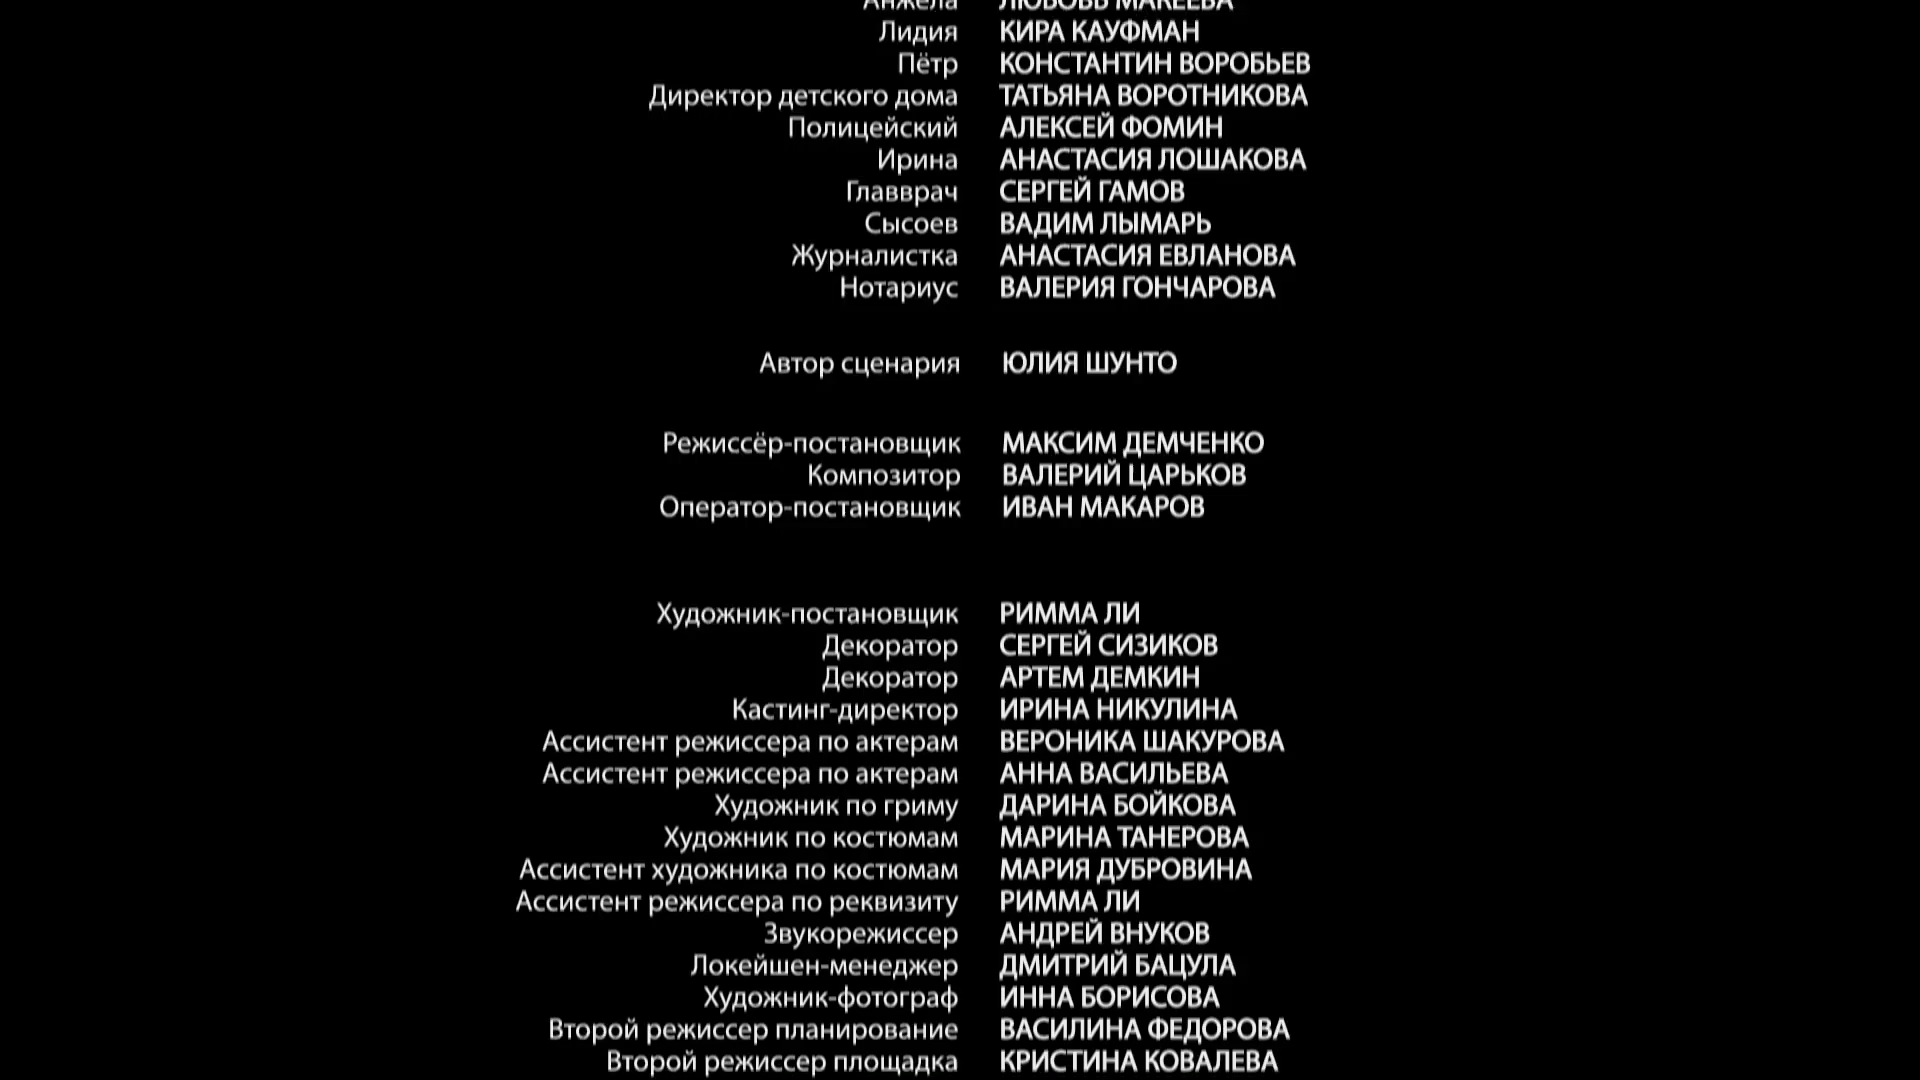 Анжела ЛЮБОВЬ МАКЕЕВА
Лидия КИРА КАУФМАН
Пётр КОНСТАНТИН ВОРОБЬЕВ
Директор детского дома ТАТЬЯНА ВОРОТНИКОВА
Полицейский АЛЕКСЕЙ ФОМИН
Ирина АНАСТАСИЯ ЛОШАКОВА
Главврач СЕРГЕЙ ГАМОВ
Сысоев ВАДИМ ЛЫМАРЬ
Журналистка АНАСТАСИЯ ЕВЛАНОВА
Нотариус ВАЛЕРИЯ ГОНЧАРОВА
Автор сценария ЮЛИЯ ШУНТО
Режиссёр-постановщик МАКСИМ ДЕМЧЕНКО
Композитор ВАЛЕРИЙ ЦАРЬКОВ
Оператор-постановщик ИВАН МАКАРОВ
Художник-постановщик РИММА ЛИ
Декоратор СЕРГЕЙ СИЗИКОВ
Декоратор АРТЕМ ДЕМКИН
Кастинг-директор ИРИНА НИКУЛИНА
Ассистент режиссера по актерам ВЕРОНИКА ШАКУРОВА
Ассистент режиссера по актерам АННА ВАСИЛЬЕВА
Художник по гриму ДАРИНА БОЙКОВА
Художник по костюмам МАРИНА ТАНЕРОВА
Ассистент художника по костюмам МАРИЯ ДУБРОВИНА
Ассистент режиссера по реквизиту РИММА ЛИ
Звукорежиссер АНДРЕЙ ВНУКОВ
Локейшен-менеджер ДМИТРИЙ БАЦУЛА
Художник-фотограф ИННА БОРИСОВА
Второй режиссер планирование ВАСИЛИНА ФЕДОРОВА
Второй режиссер площадка КРИСТИНА КОВАЛЕВА